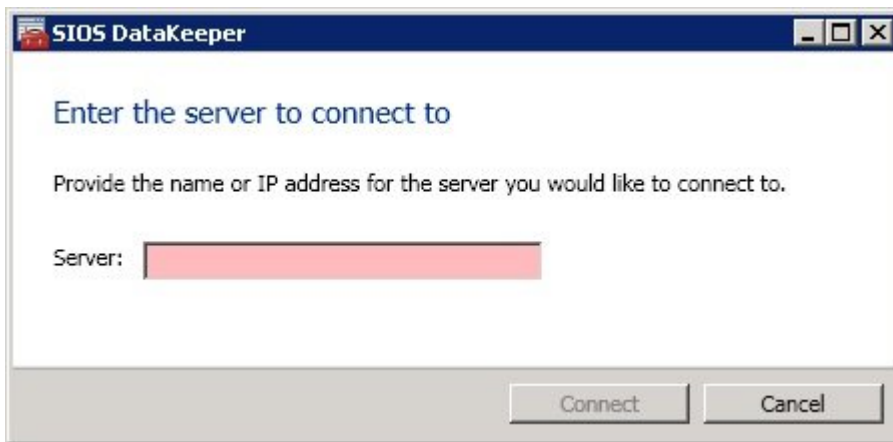 SIOS DataKeeper
Enter the server to connect to
Provide the name or IP address for the server you would like to connect to.
Server:
Connect Cancel